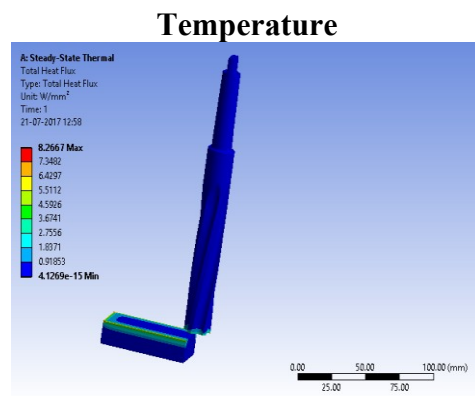 Temperature
A: Steady-State Thermal
Total Heat Flux
Type: Total Heat Flux
Unit: W/mm²
Time: 1
21-07-2017 12:58
8.2667 Max
7.3482
6.4297
5.5112
4.5926
3.6741
2.7556
1.8371
0.91853
4.1269e-15 Min
0.00 50.00 100.00 (mm)
25.00 75.00